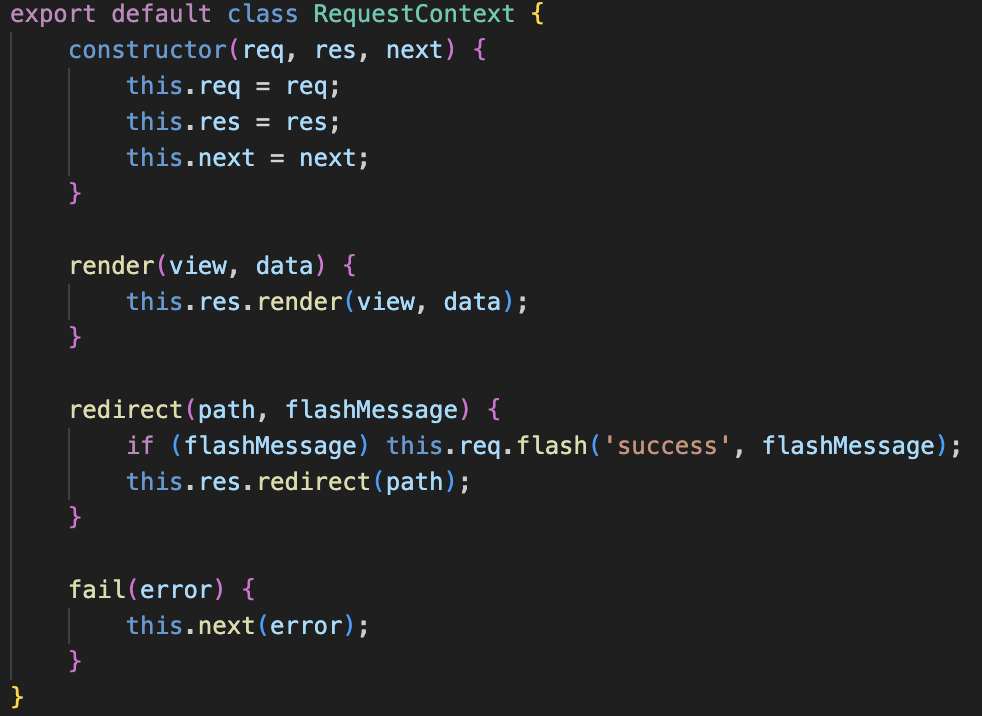 export default class RequestContext {
    constructor(req, res, next) {
        this.req = req;
        this.res = res;
        this.next = next;
    }

    render(view, data) {
        this.res.render(view, data);
    }

    redirect(path, flashMessage) {
        if (flashMessage) this.req.flash('success', flashMessage);
        this.res.redirect(path);
    }

    fail(error) {
        this.next(error);
    }
}